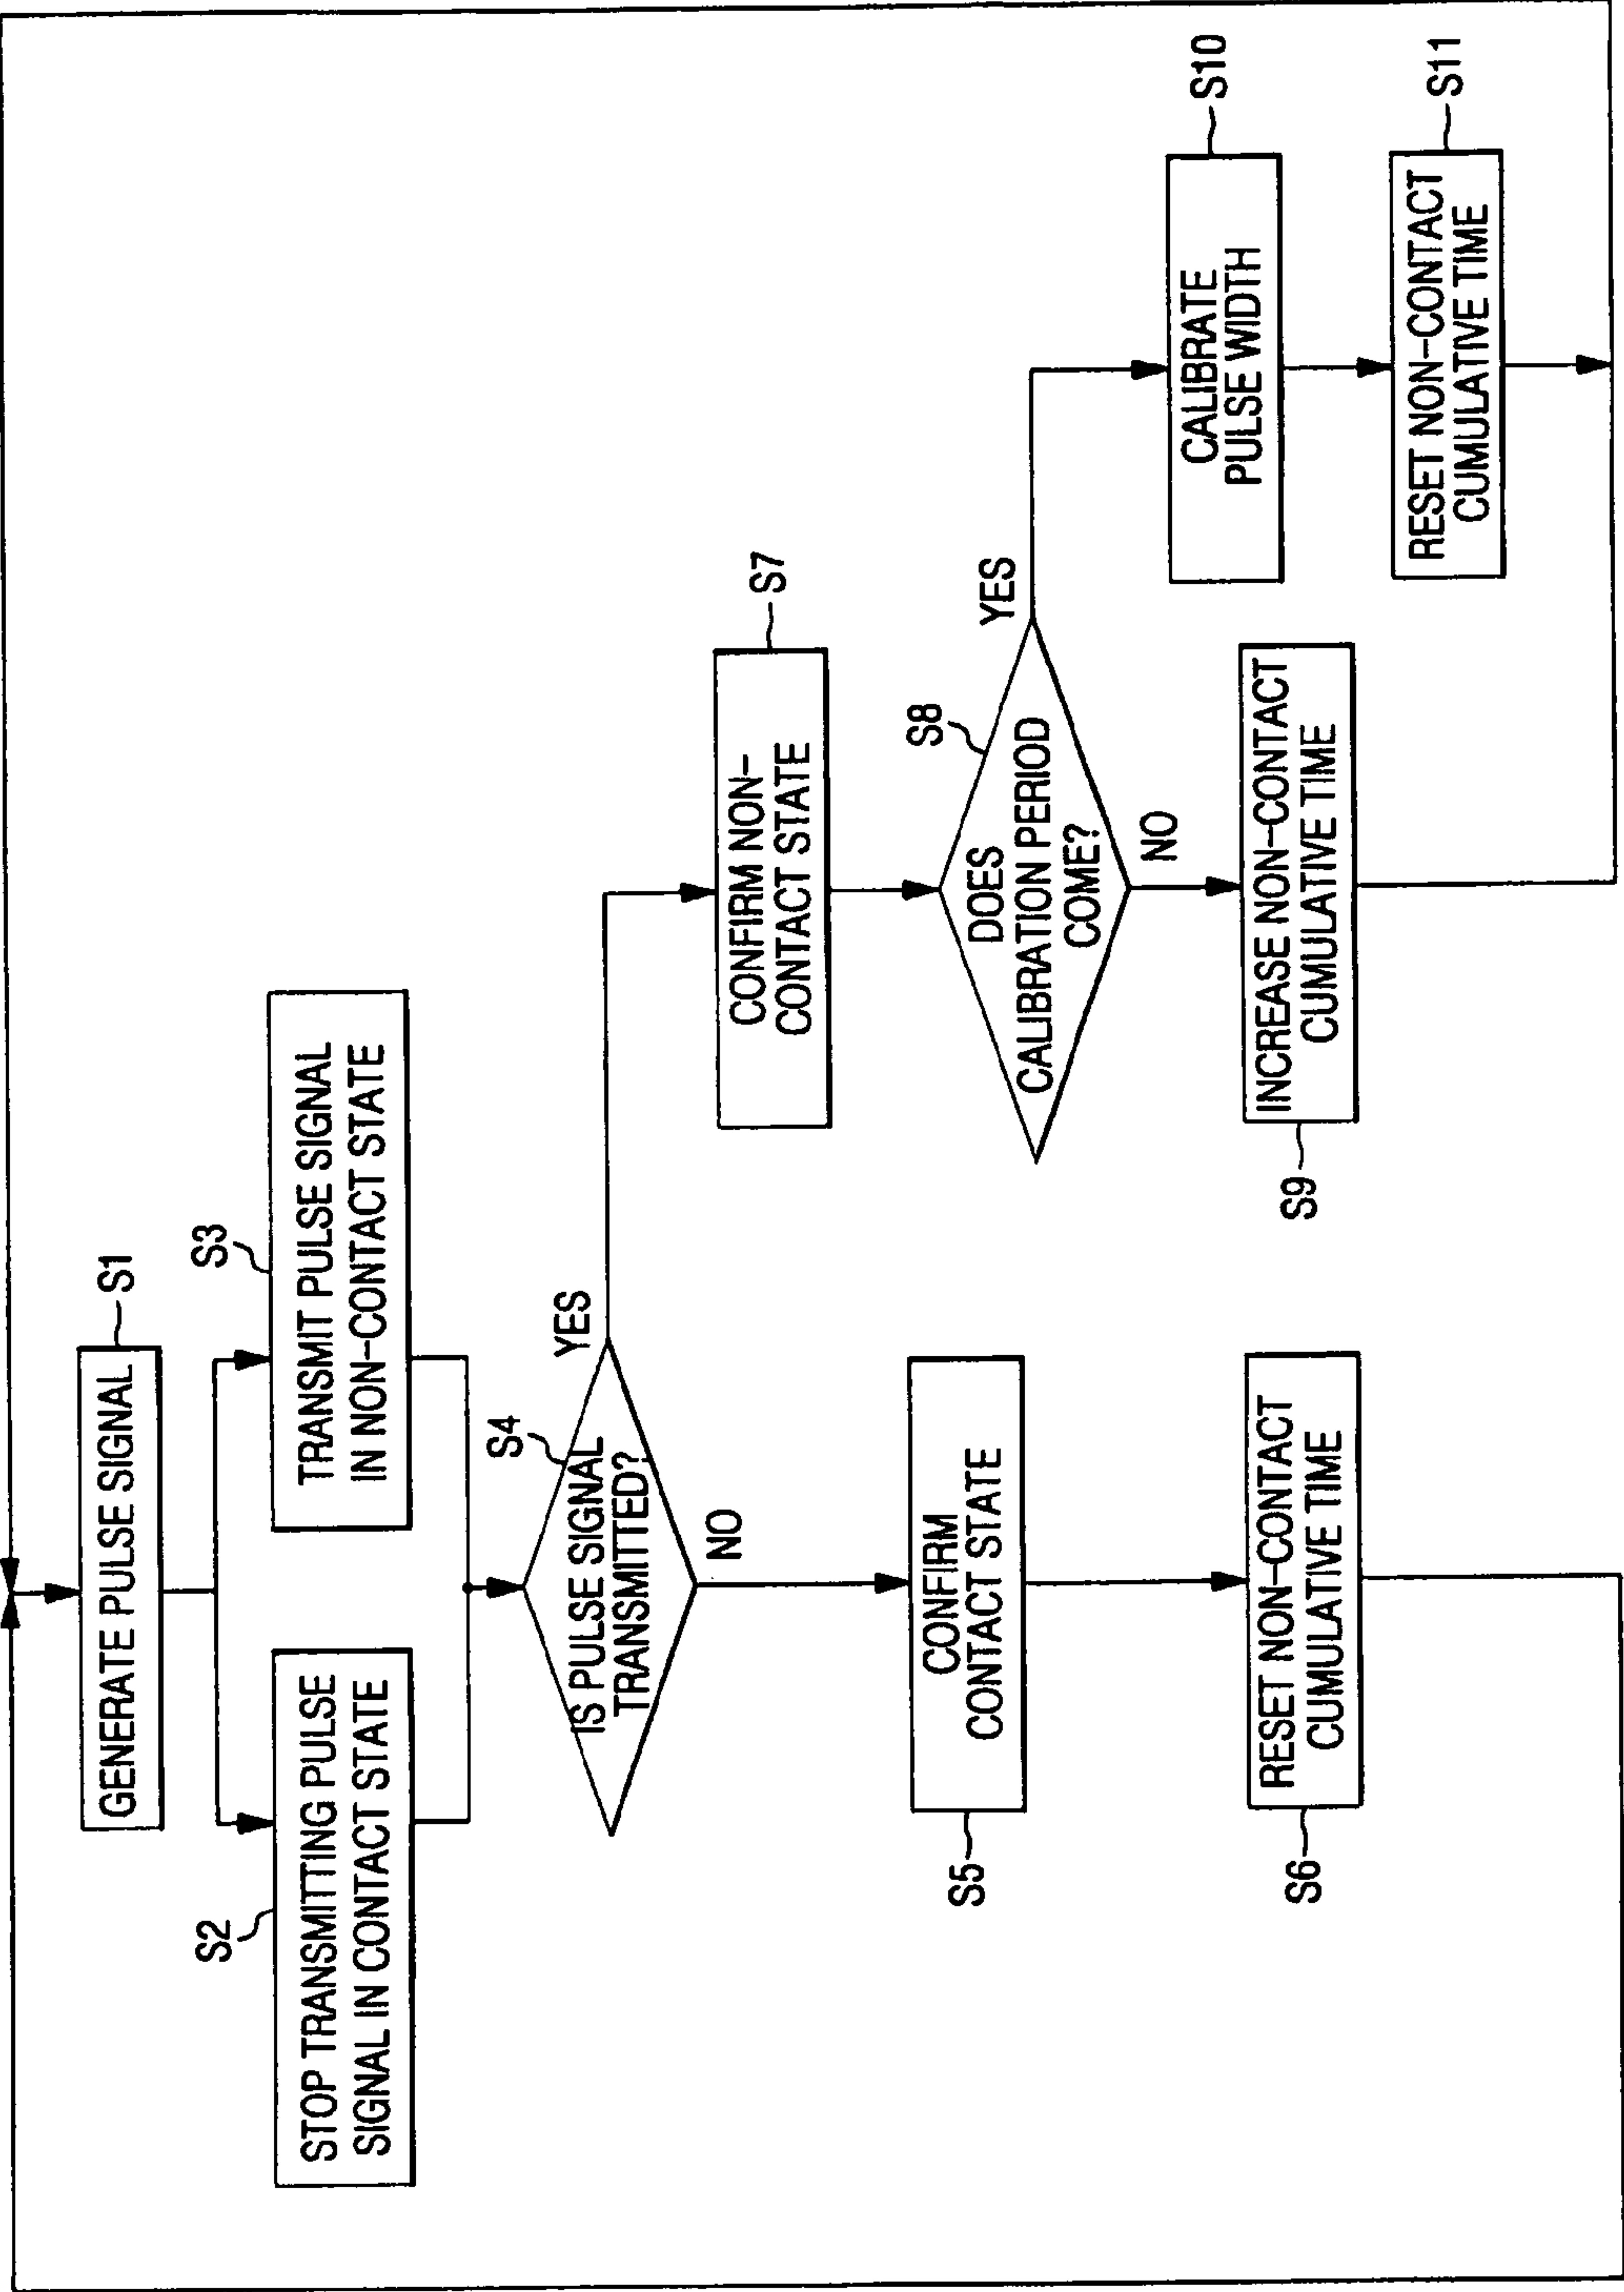 GENERATE PULSE SIGNAL
S1
S2
STOP TRANSMITTING PULSE
SIGNAL IN CONTACT STATE
S3
TRANSMIT PULSE SIGNAL
IN NON-CONTACT STATE
S4
IS PULSE SIGNAL
TRANSMITTED?
YES
NO
S5
CONFIRM
CONTACT STATE
S6
RESET NON-CONTACT
CUMULATIVE TIME
S7
CONFIRM NON-
CONTACT STATE
S8
DOES
CALIBRATION PERIOD
COME?
YES
NO
S9
INCREASE NON-CONTACT
CUMULATIVE TIME
S10
CALIBRATE
PULSE WIDTH
S11
RESET NON-CONTACT
CUMULATIVE TIME